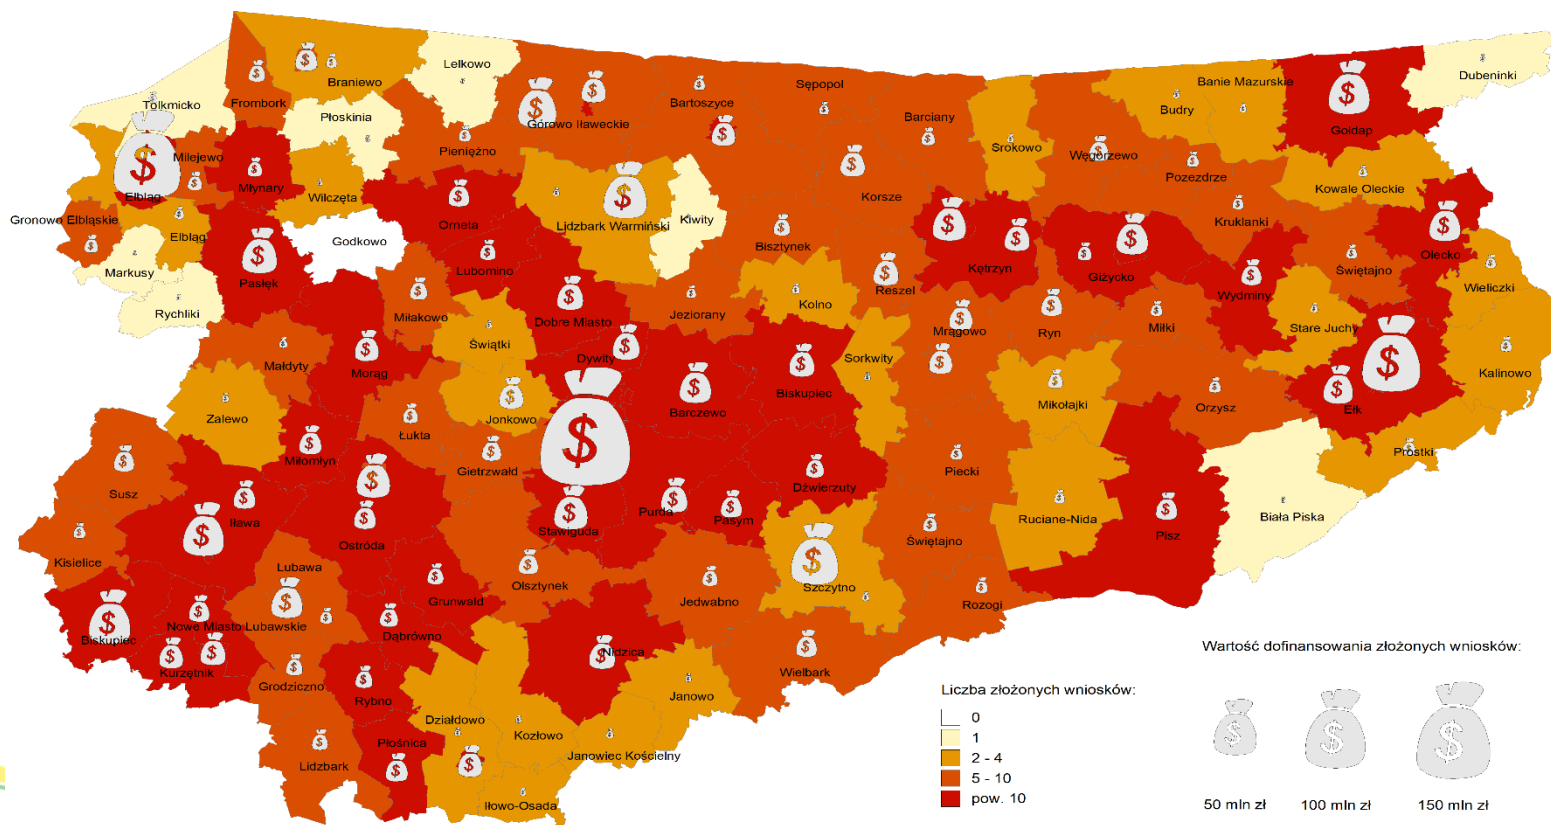 Lelkowo
Braniewo
Tolkmicko
Frombork
Płoskinia
Górowo Iławeckie
Bartoszyce
Sępopol
Barciany
Srokowo
Węgorzewo
Budry
Banie Mazurskie
Gołdap
Dubeninki
Milejewo
Młynary
Pieniężno
Wilczęta
Elbląg
Gronowo Elbląskie
Elbląg
Godkowo
Orneta
Lidzbark Warmiński
Kiwity
Korsze
Pozezdrze
Kruklanki
Kowale Oleckie
Markusy
Pasłęk
Lubomino
Bisztynek
Kętrzyn
Giżycko
Świętajno
Olecko
Rychliki
Miłakowo
Dobre Miasto
Jeziorany
Kolno
Reszel
Wydminy
Wieliczki
Małdyty
Morąg
Świątki
Dywity
Sorkwity
Mrągowo
Ryn
Miłki
Stare Juchy
Kalinowo
Zalewo
Łukta
Jonkowo
Barczewo
Biskupiec
Mikołajki
Orzysz
Ełk
Susz
Miłomłyn
Gietrzwałd
Dźwierzuty
Piecki
Prostki
Kisielice
Iława
Ostróda
Stawiguda
Purda
Pasym
Świętajno
Ruciane-Nida
Pisz
Biała Piska
Lubawa
Grunwald
Olsztynek
Jedwabno
Szczytno
Rozogi
Biskupiec
Nowe Miasto Lubawskie
Dąbrówno
Nidzica
Wielbark
Kurzętnik
Grodziczno
Rybno
Janowo
Lidzbark
Płośnica
Działdowo
Kozłowo
Janowiec Kościelny
Iłowo-Osada
Liczba złożonych wniosków:
0
1
2 - 4
5 - 10
pow. 10
Wartość dofinansowania złożonych wniosków:
50 mln zł
100 mln zł
150 mln zł